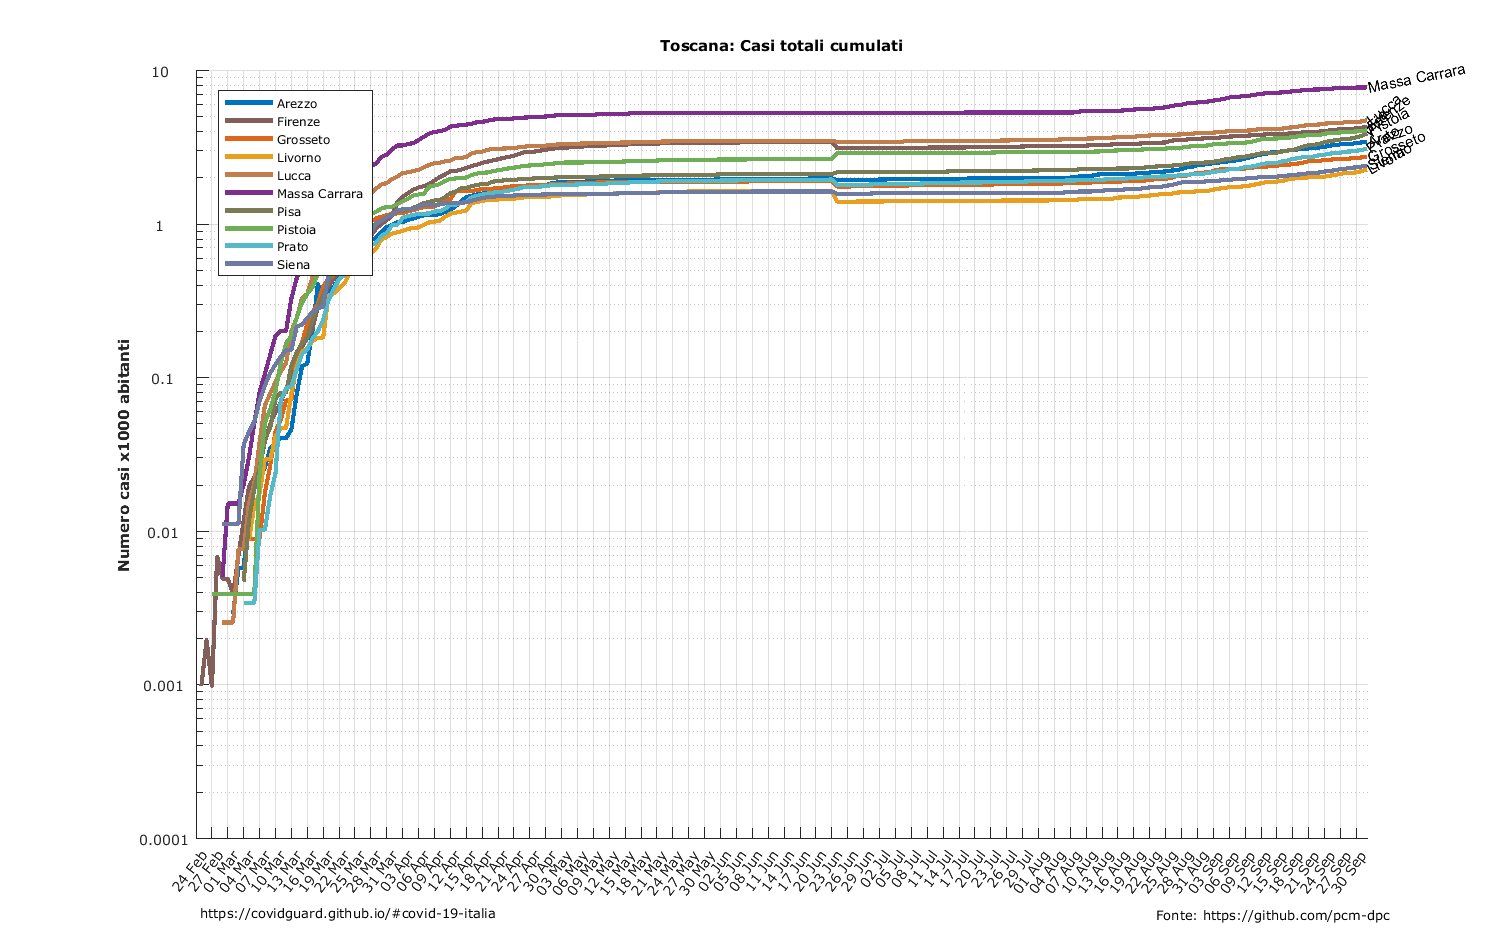 Toscana: Casi totali cumulati
10
1
0.1
0.01
0.001
0.0001
Numero casi x1000 abitanti
Arezzo
Firenze
Grosseto
Livorno
Lucca
Massa Carrara
Pisa
Pistoia
Prato
Siena
Massa Carrara
Lucca
Firenze
Pistoia
Arezzo
Prato
Grosseto
24 Feb
27 Feb
01 Mar
04 Mar
07 Mar
10 Mar
13 Mar
16 Mar
19 Mar
22 Mar
25 Mar
28 Mar
31 Mar
03 Apr
06 Apr
09 Apr
12 Apr
15 Apr
18 Apr
21 Apr
24 Apr
27 Apr
30 Apr
03 May
06 May
09 May
12 May
15 May
18 May
21 May
24 May
27 May
30 May
02 Jun
05 Jun
08 Jun
11 Jun
14 Jun
17 Jun
20 Jun
23 Jun
26 Jun
29 Jun
02 Jul
05 Jul
08 Jul
11 Jul
14 Jul
17 Jul
20 Jul
23 Jul
26 Jul
29 Jul
01 Aug
04 Aug
07 Aug
10 Aug
13 Aug
16 Aug
19 Aug
22 Aug
25 Aug
28 Aug
31 Aug
03 Sep
06 Sep
09 Sep
12 Sep
15 Sep
18 Sep
21 Sep
24 Sep
27 Sep
30 Sep
https://covidguard.github.io/#covid-19-italia
Fonte: https://github.com/pcm-dpc